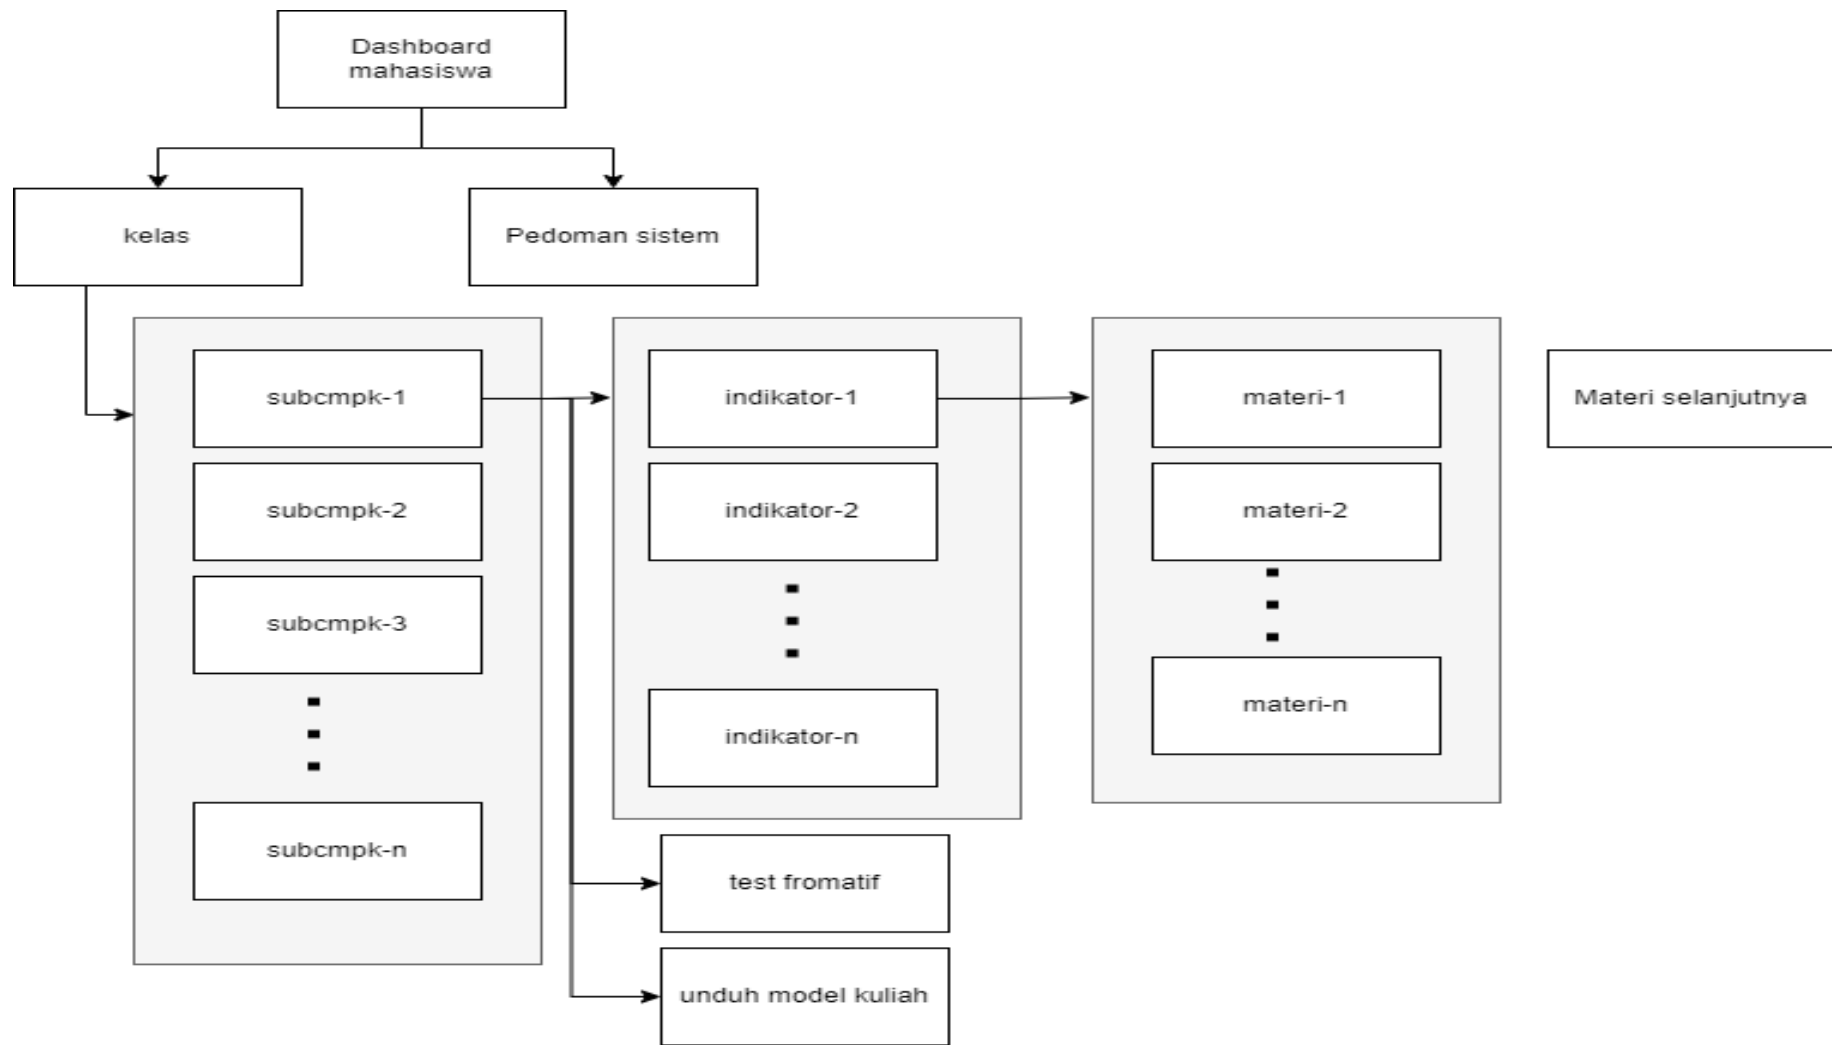 Dashboard
mahasiswa
kelas
Pedoman sistem
subcmpk-1
indikator-1
materi-1
Materi selanjutnya
subcmpk-2
indikator-2
materi-2
subcmpk-3
materi-n
indikator-n
subcmpk-n
test fromatif
unduh model kuliah